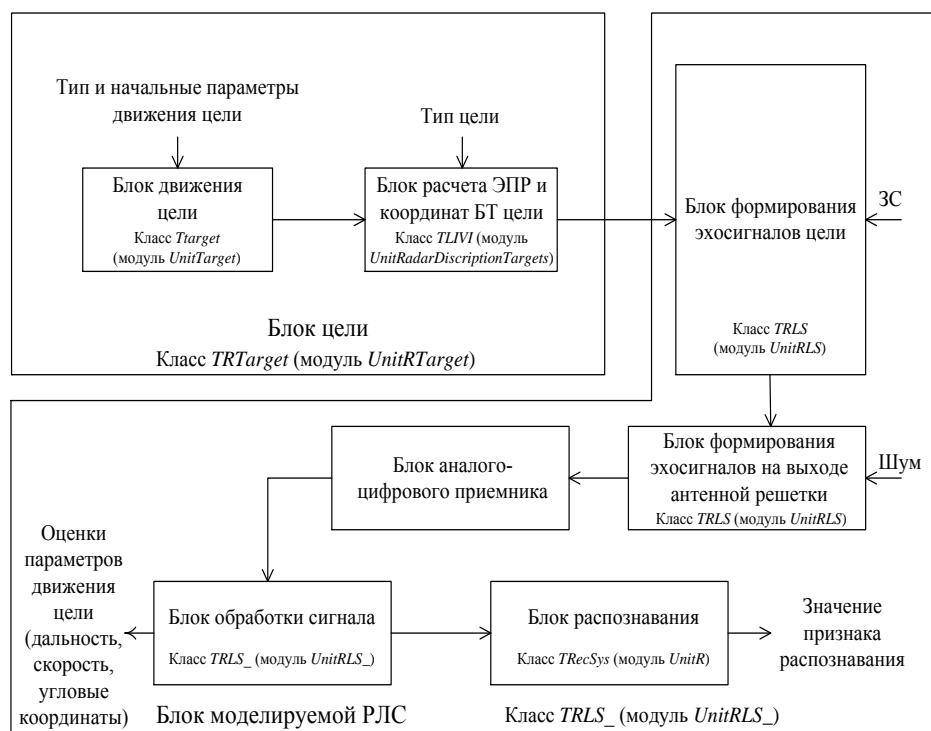 Тип и начальные параметры
движения цели
Тип цели
Блок движения
цели
Класс Ttarget
(модуль UnitTarget)
Блок расчета ЭПР и
координат БТ цели
Класс TLIVI (модуль
UnitRadarDiscriptionTargets)
Блок цели
Класс TRTarget (модуль UnitRTarget)
Блок формирования
эхосигналов цели
Класс TRLS
(модуль UnitRLS)
ЗС
Блок формирования
эхосигналов на выходе
антенной решетки
Класс TRLS (модуль UnitRLS)
Шум
Блок аналого-
цифрового приемника
Оценки
параметров
движения
цели
(дальность,
скорость,
угловые
координаты)
Блок обработки сигнала
Класс TRLS_ (модуль UnitRLS_)
Блок распознавания
Класс TRecSys (модуль UnitR)
Значение
признака
распознавания
Блок моделируемой РЛС
Класс TRLS_ (модуль UnitRLS_)